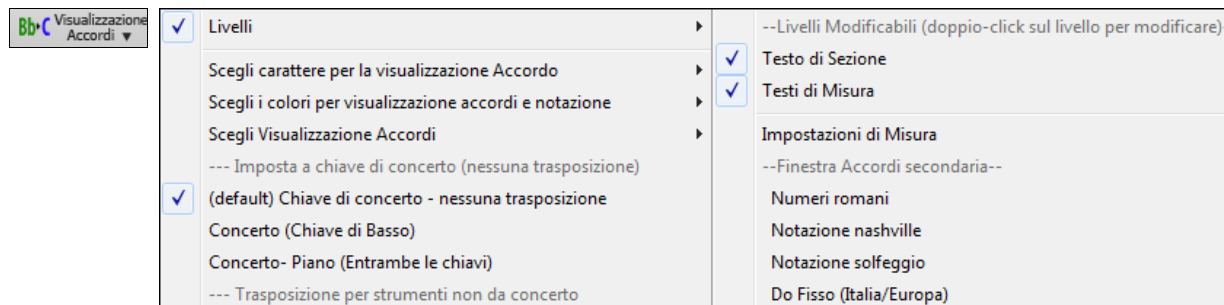 Bb•C Visualizzazione
Accordi ▼
Livelli
Scegli carattere per la visualizzazione Accordo
Scegli i colori per visualizzazione accordi e notazione
Scegli Visualizzazione Accordi
--- Imposta a chiave di concerto (nessuna trasposizione)
(default) Chiave di concerto - nessuna trasposizione
Concerto (Chiave di Basso)
Concerto- Piano (Entrambe le chiavi)
--- Trasposizione per strumenti non da concerto
--Livelli Modificabili (doppio-click sul livello per modificare)
Testo di Sezione
Testi di Misura
Impostazioni di Misura
--Finestra Accordi secondaria--
Numeri romani
Notazione nashville
Notazione solfeggio
Do Fisso (Italia/Europa)